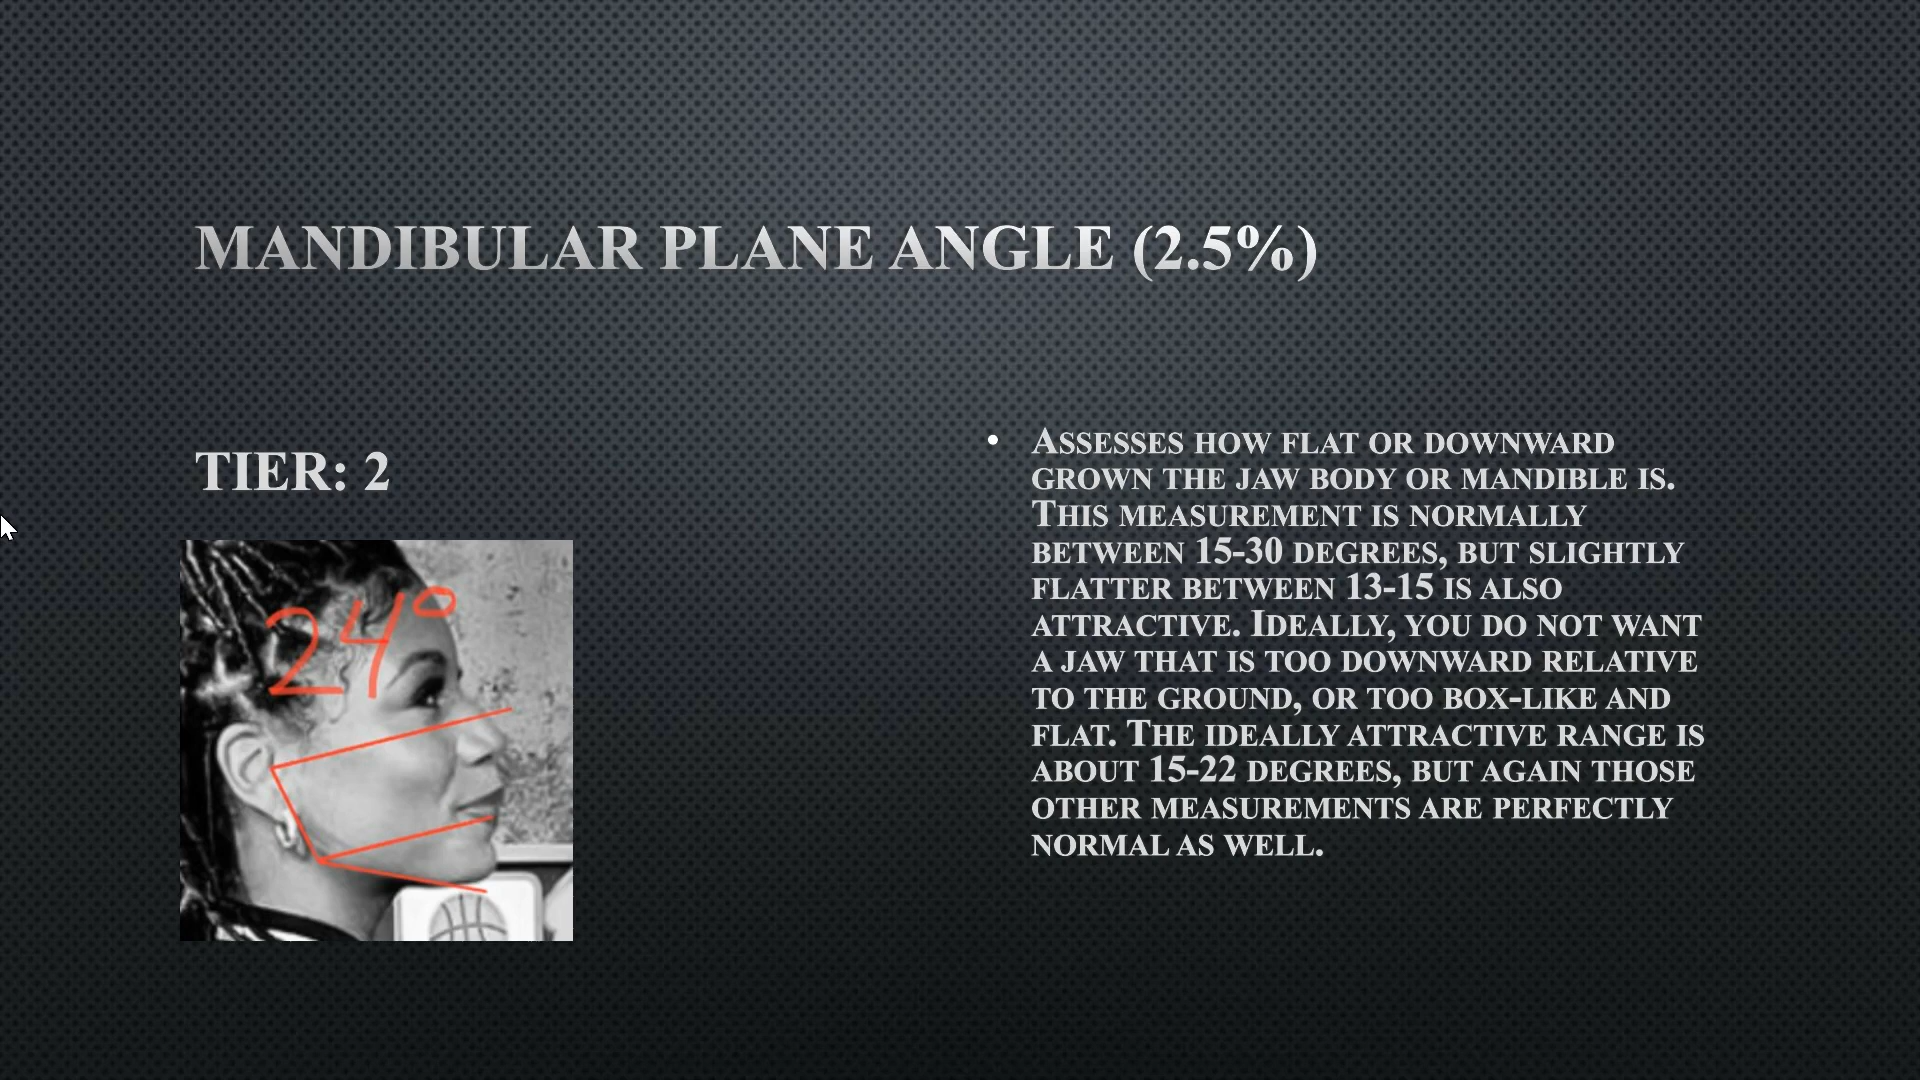 MANDIBULAR PLANE ANGLE (2.5%)
TIER: 2
24°
• ASSESSES HOW FLAT OR DOWNWARD
GROWN THE JAW BODY OR MANDIBLE IS.
THIS MEASUREMENT IS NORMALLY
BETWEEN 15-30 DEGREES, BUT SLIGHTLY
FLATTER BETWEEN 13-15 IS ALSO
ATTRACTIVE. IDEALLY, YOU DO NOT WANT
A JAW THAT IS TOO DOWNWARD RELATIVE
TO THE GROUND, OR TOO BOX-LIKE AND
FLAT. THE IDEALLY ATTRACTIVE RANGE IS
ABOUT 15-22 DEGREES, BUT AGAIN THOSE
OTHER MEASUREMENTS ARE PERFECTLY
NORMAL AS WELL.